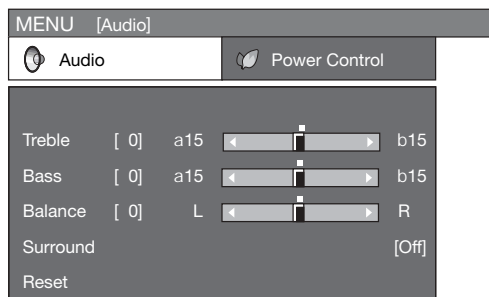 MENU [Audio]
Audio Power Control
Treble [ 0] a15 b15
Bass [ 0] a15 b15
Balance [ 0] L R
Surround [Off]
Reset